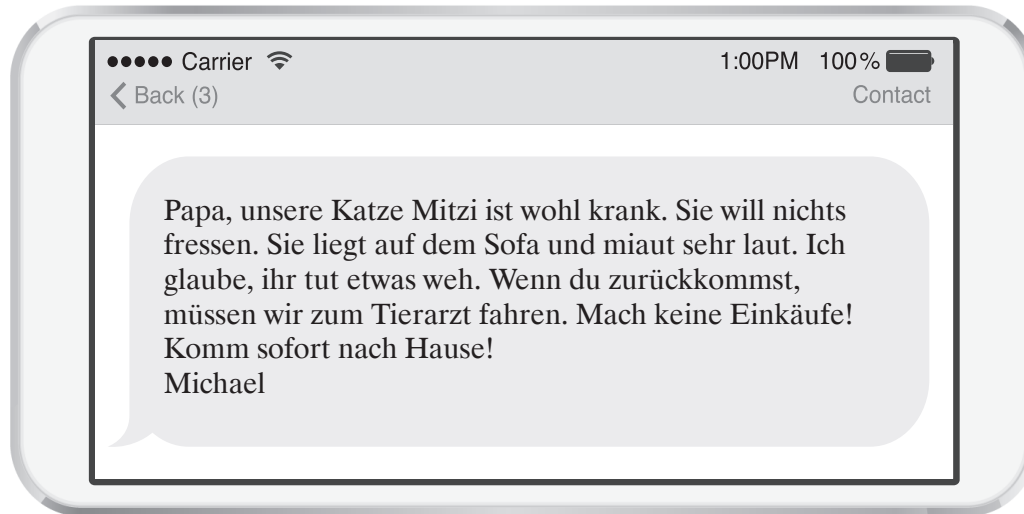 ●●●●● Carrier 1:00PM 100%
Back (3) Contact
Papa, unsere Katze Mitzi ist wohl krank. Sie will nichts
fressen. Sie liegt auf dem Sofa und miaut sehr laut. Ich
glaube, ihr tut etwas weh. Wenn du zurückkommst,
müssen wir zum Tierarzt fahren. Mach keine Einkäufe!
Komm sofort nach Hause!
Michael